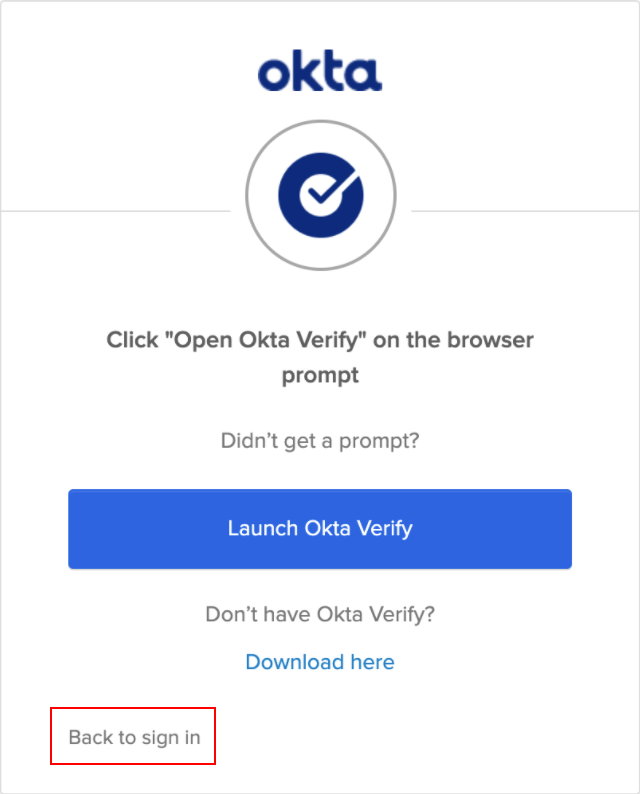 okta
Click "Open Okta Verify" on the browser
prompt
Didn’t get a prompt?
Launch Okta Verify
Don’t have Okta Verify?
Download here
Back to sign in